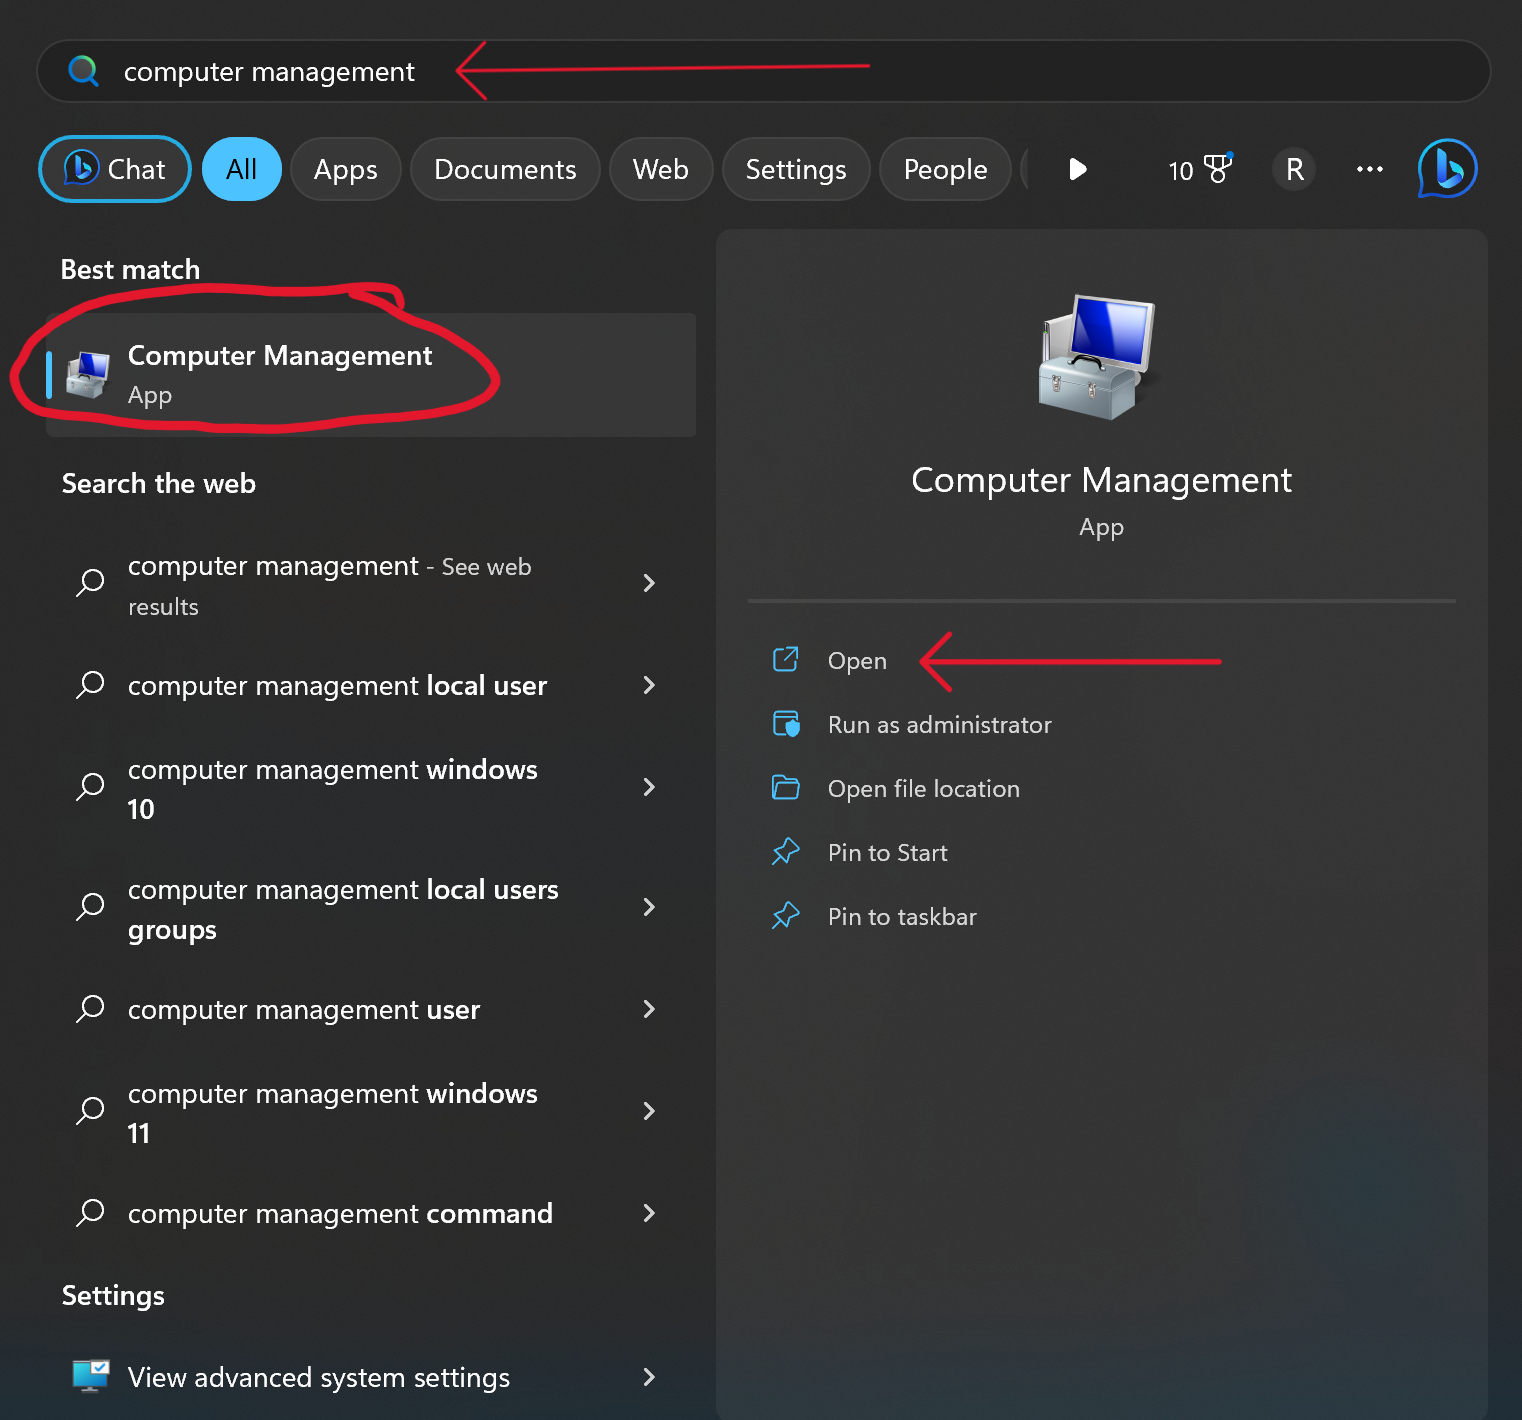 computer management
Chat
All
Apps
Documents
Web
Settings
People
10
R
Best match
Computer Management
App
Search the web
computer management - See web
results
computer management local user
computer management windows
10
computer management local users
groups
computer management user
computer management windows
11
computer management command
Settings
View advanced system settings
Computer Management
App
Open
Run as administrator
Open file location
Pin to Start
Pin to taskbar